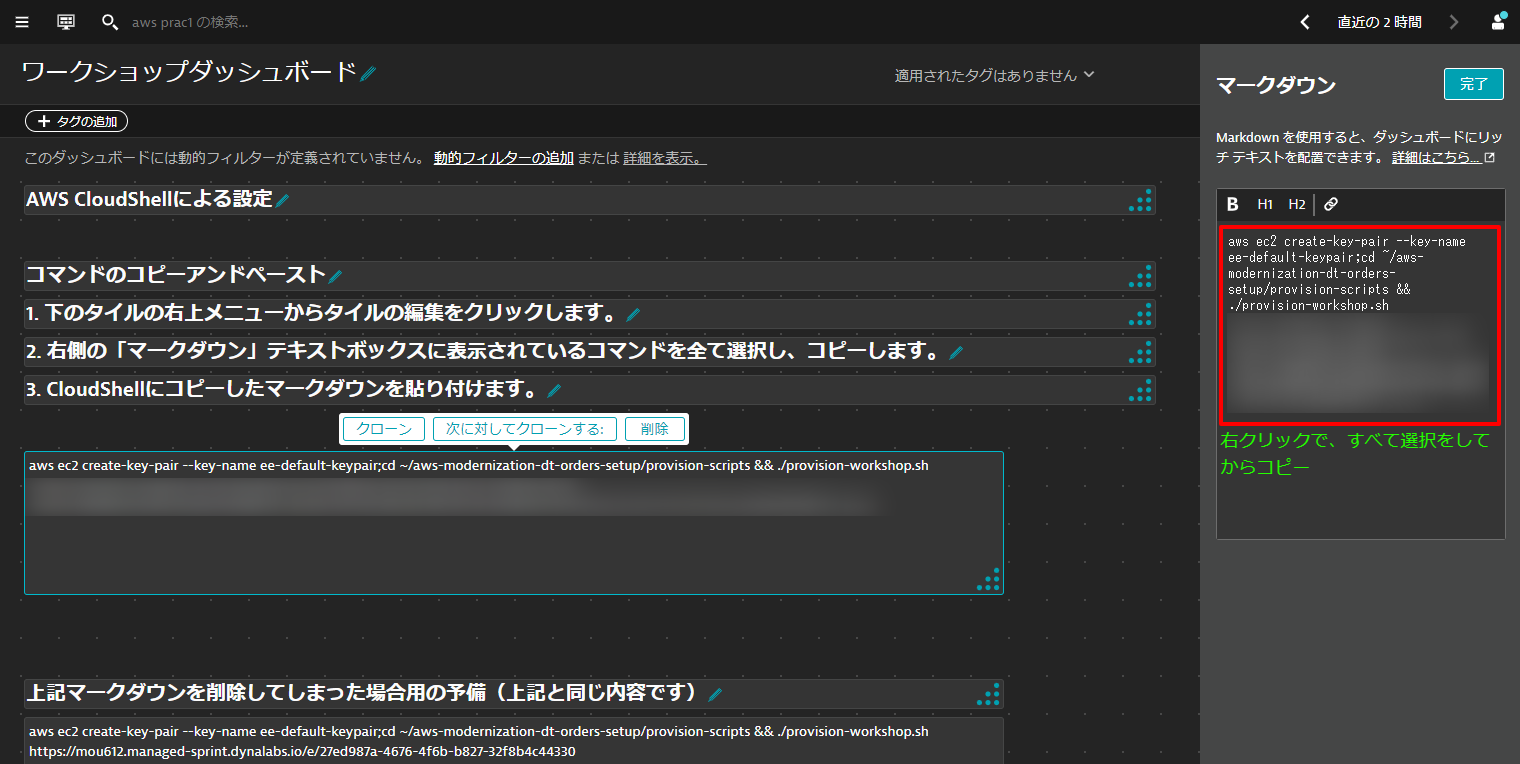 aws prac1 の検索...
直近の 2 時間
ワークショップダッシュボード
適用されたタグはありません
タグの追加
このダッシュボードには動的フィルターが定義されていません。 動的フィルターの追加 または 詳細を表示。
AWS CloudShellによる設定
コマンドのコピーアンドペースト
1. 下のタイルの右上メニューからタイルの編集をクリックします。
2. 右側の「マークダウン」テキストボックスに表示されているコマンドを全て選択し、コピーします。
3. CloudShellにコピーしたマークダウンを貼り付けます。
クローン
次に対してクローンする:
削除
aws ec2 create-key-pair --key-name ee-default-keypair;cd ~/aws-modernization-dt-orders-setup/provision-scripts && ./provision-workshop.sh
上記マークダウンを削除してしまった場合用の予備（上記と同じ内容です）
aws ec2 create-key-pair --key-name ee-default-keypair;cd ~/aws-modernization-dt-orders-setup/provision-scripts && ./provision-workshop.sh
https://mou612.managed-sprint.dynalabs.io/e/27ed987a-4676-4f6b-b827-32f8b4c44330
マークダウン
完了
Markdown を使用すると、ダッシュボードにリッ
チ テキストを配置できます。 詳細はこちら...
B H1 H2
aws ec2 create-key-pair --key-name
ee-default-keypair;cd ~/aws-
modernization-dt-orders-
setup/provision-scripts &&
./provision-workshop.sh
右クリックで、すべて選択をして
からコピー